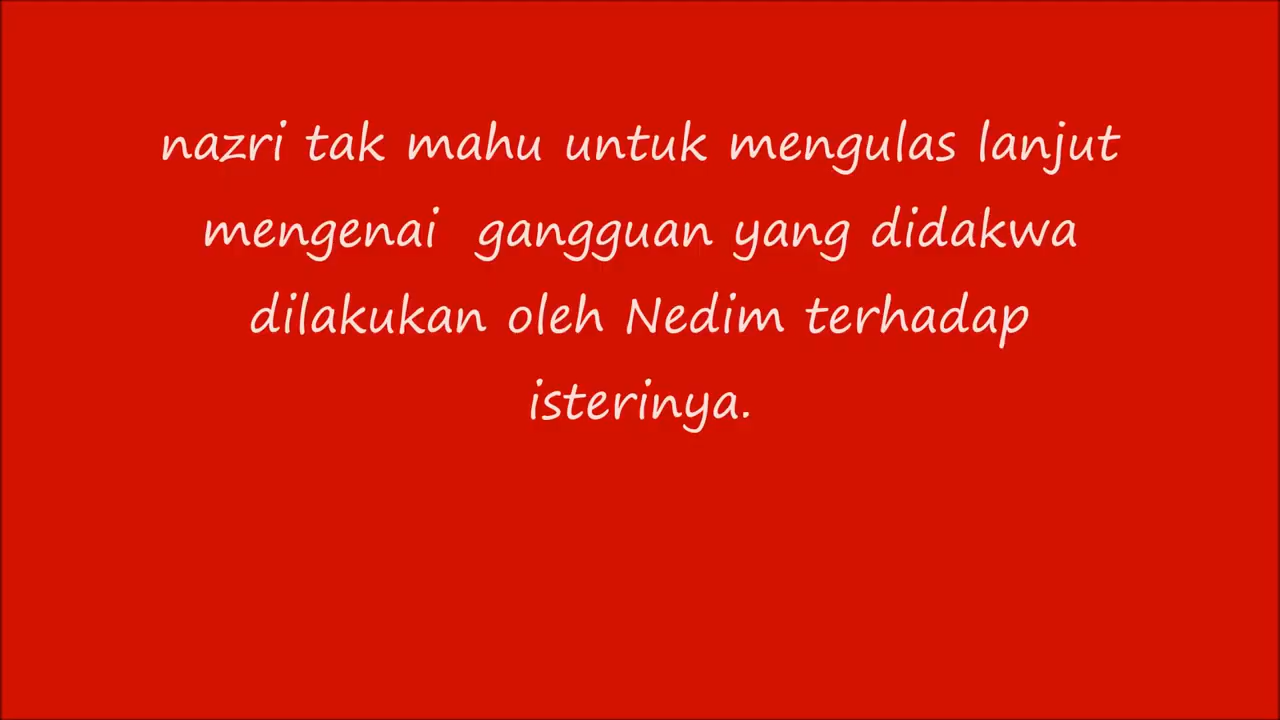 nazri tak mahu untuk mengulas lanjut
mengenai  gangguan yang didakwa
dilakukan oleh Nedim terhadap
isterinya.